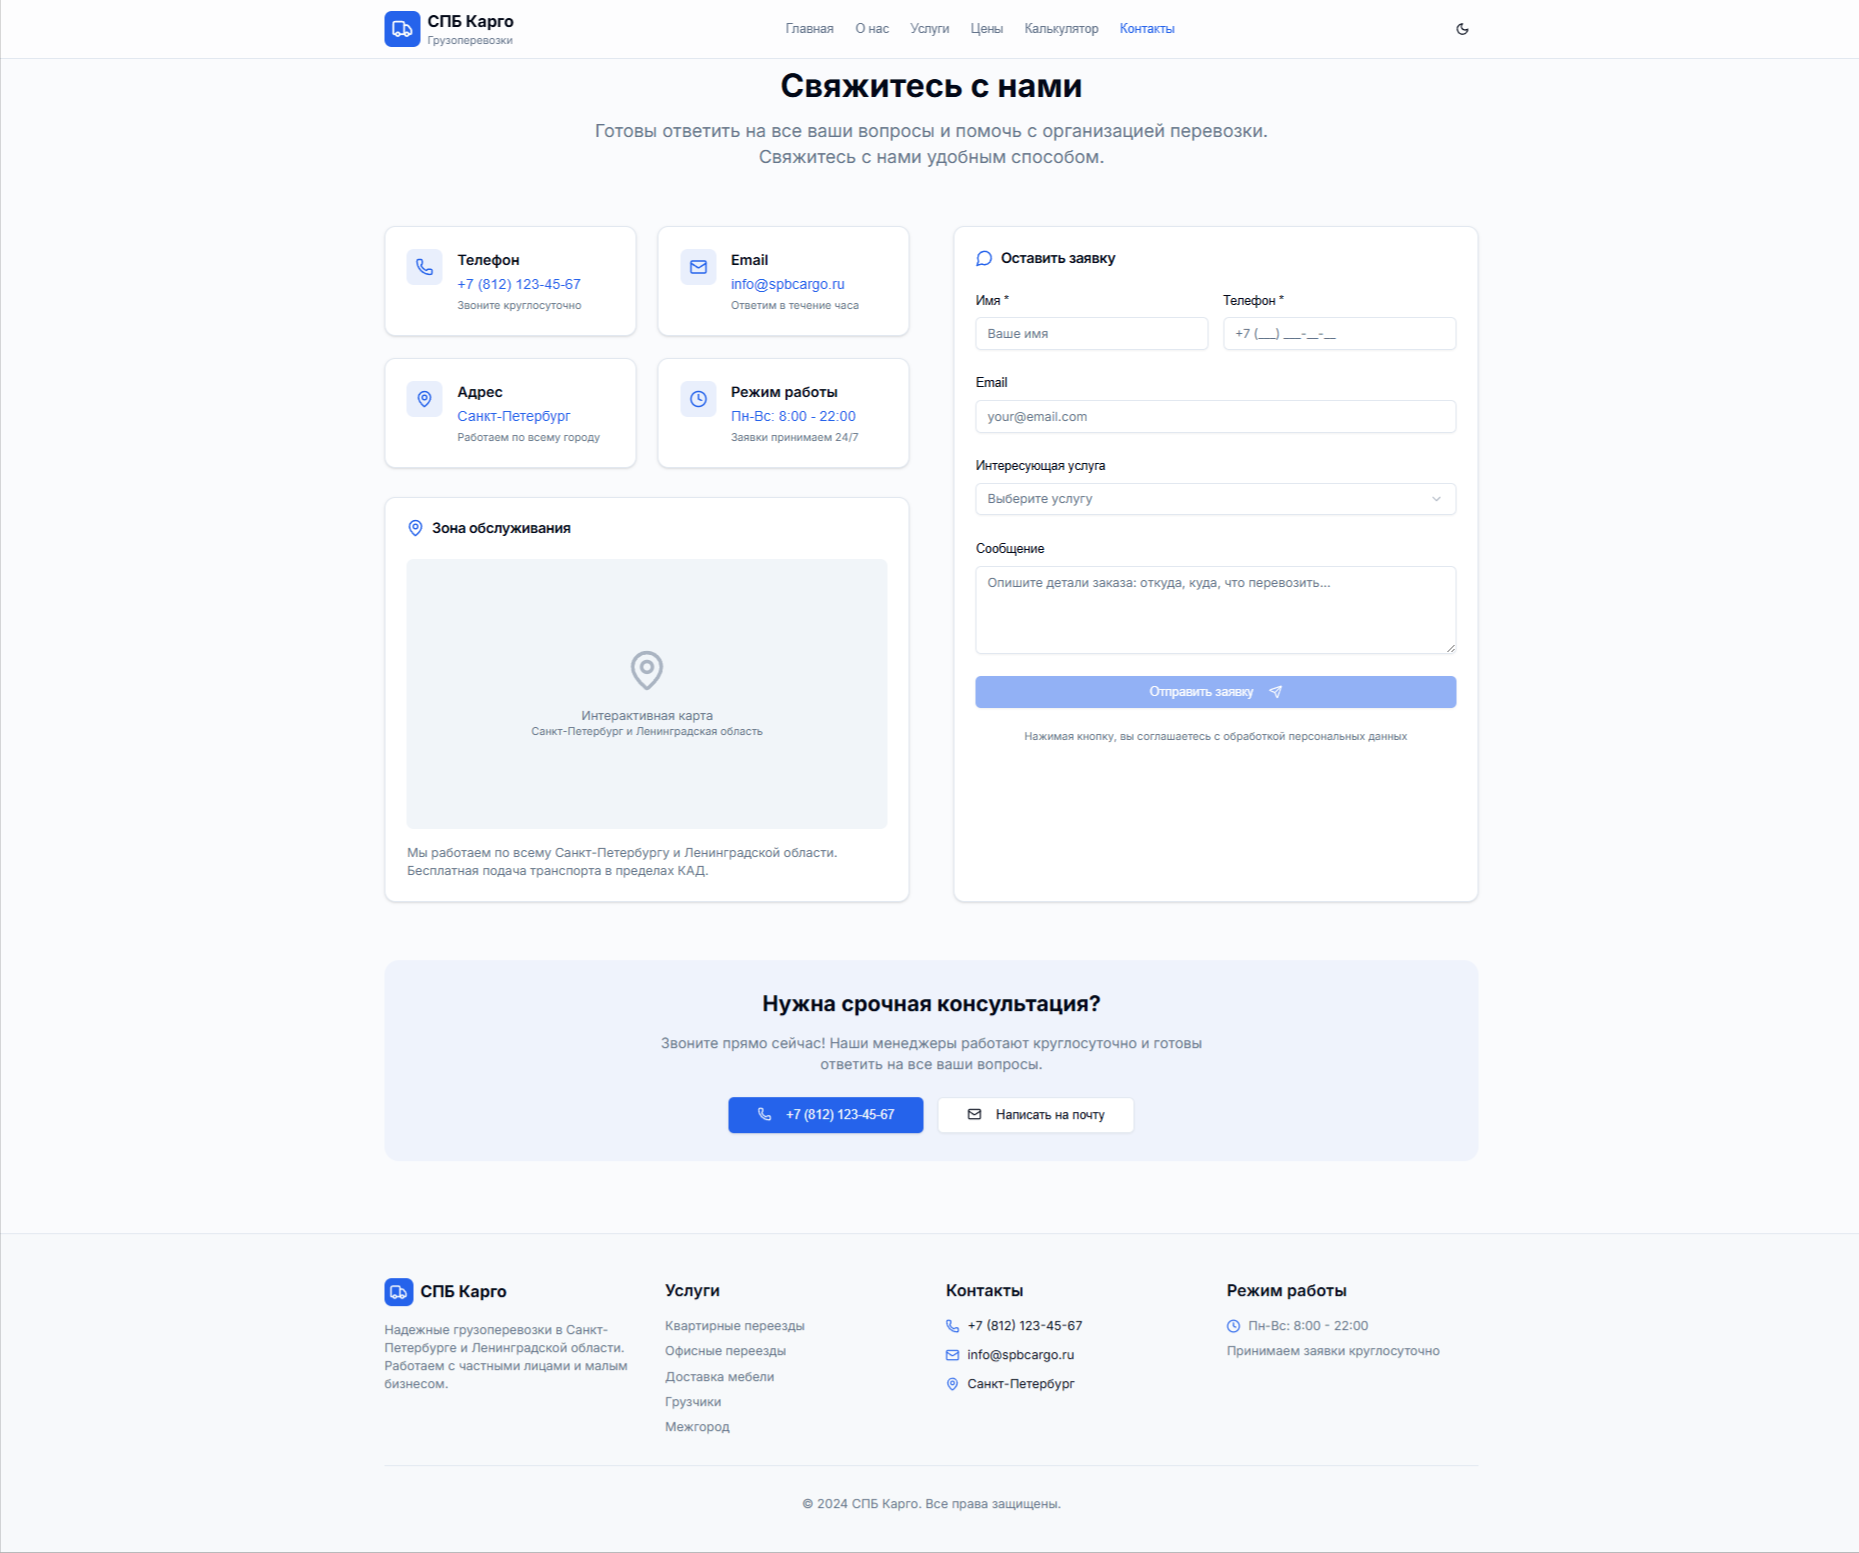 СПБ Карго
Грузоперевозки
Главная
О нас
Услуги
Цены
Калькулятор
Контакты
Свяжитесь с нами
Готовы ответить на все ваши вопросы и помочь с организацией перевозки.
Свяжитесь с нами удобным способом.
Телефон
+7 (812) 123-45-67
Звоните круглосуточно
Email
info@spbcargo.ru
Ответим в течение часа
Адрес
Санкт-Петербург
Работаем по всему городу
Режим работы
Пн-Вс: 8:00 - 22:00
Заявки принимаем 24/7
Зона обслуживания
Интерактивная карта
Санкт-Петербург и Ленинградская область
Мы работаем по всему Санкт-Петербургу и Ленинградской области.
Бесплатная подача транспорта в пределах КАД.
Оставить заявку
Имя *
Ваше имя
Телефон *
+7 (___) ___-__-__
Email
your@email.com
Интересующая услуга
Выберите услугу
Сообщение
Опишите детали заказа: откуда, куда, что перевозить...
Отправить заявку
Нажимая кнопку, вы соглашаетесь с обработкой персональных данных
Нужна срочная консультация?
Звоните прямо сейчас! Наши менеджеры работают круглосуточно и готовы
ответить на все ваши вопросы.
+7 (812) 123-45-67
Написать на почту
СПБ Карго
Надежные грузоперевозки в Санкт-
Петербурге и Ленинградской области.
Работаем с частными лицами и малым
бизнесом.
Услуги
Квартирные переезды
Офисные переезды
Доставка мебели
Грузчики
Межгород
Контакты
+7 (812) 123-45-67
info@spbcargo.ru
Санкт-Петербург
Режим работы
Пн-Вс: 8:00 - 22:00
Принимаем заявки круглосуточно
© 2024 СПБ Карго. Все права защищены.